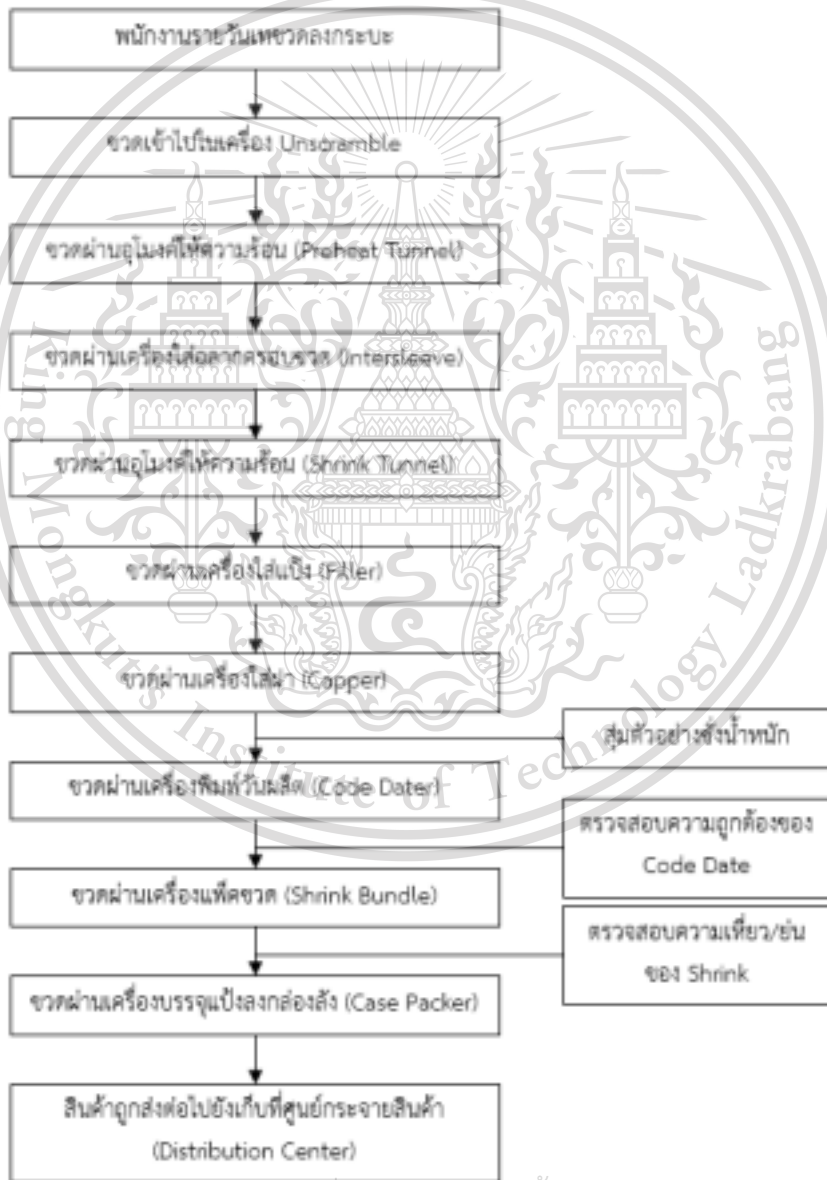 พนักงานรายวันเทขวดลงกระบะ
ขวดเข้าไปในเครื่อง Unscramble
ขวดผ่านอุโมงค์ให้ความร้อน (Preheat Tunnel)
ขวดผ่านเครื่องใส่ฉลากครอบขวด (Intersleeve)
ขวดผ่านอุโมงค์ให้ความร้อน (Shrink Tunnel)
ขวดผ่านเครื่องใส่แป้ง (Filler)
ขวดผ่านเครื่องใส่ฝา (Capper)
สุ่มตัวอย่างชั่งน้ำหนัก
ขวดผ่านเครื่องพิมพ์วันผลิต (Code Dater)
ตรวจสอบความถูกต้องของ
Code Date
ขวดผ่านเครื่องแพ็คขวด (Shrink Bundle)
ตรวจสอบความเหี่ยว/ย่น
ของ Shrink
ขวดผ่านเครื่องบรรจุแป้งลงกล่องลัง (Case Packer)
สินค้าถูกส่งต่อไปยังเก็บที่ศูนย์กระจายสินค้า
(Distribution Center)
King Mongkut's Institute of Technology Ladkrabang